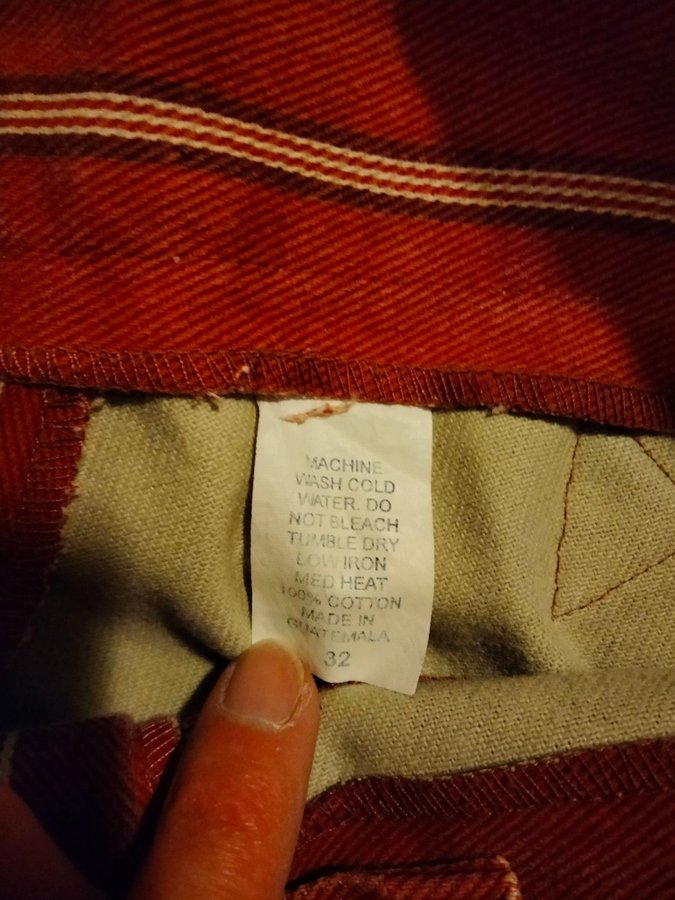 MACHINE
WASH COLD
WATER. DO
NOT BLEACH
TUMBLE DRY
LOW IRON
MED HEAT
100% COTTON
MADE IN
GUATEMALA
32